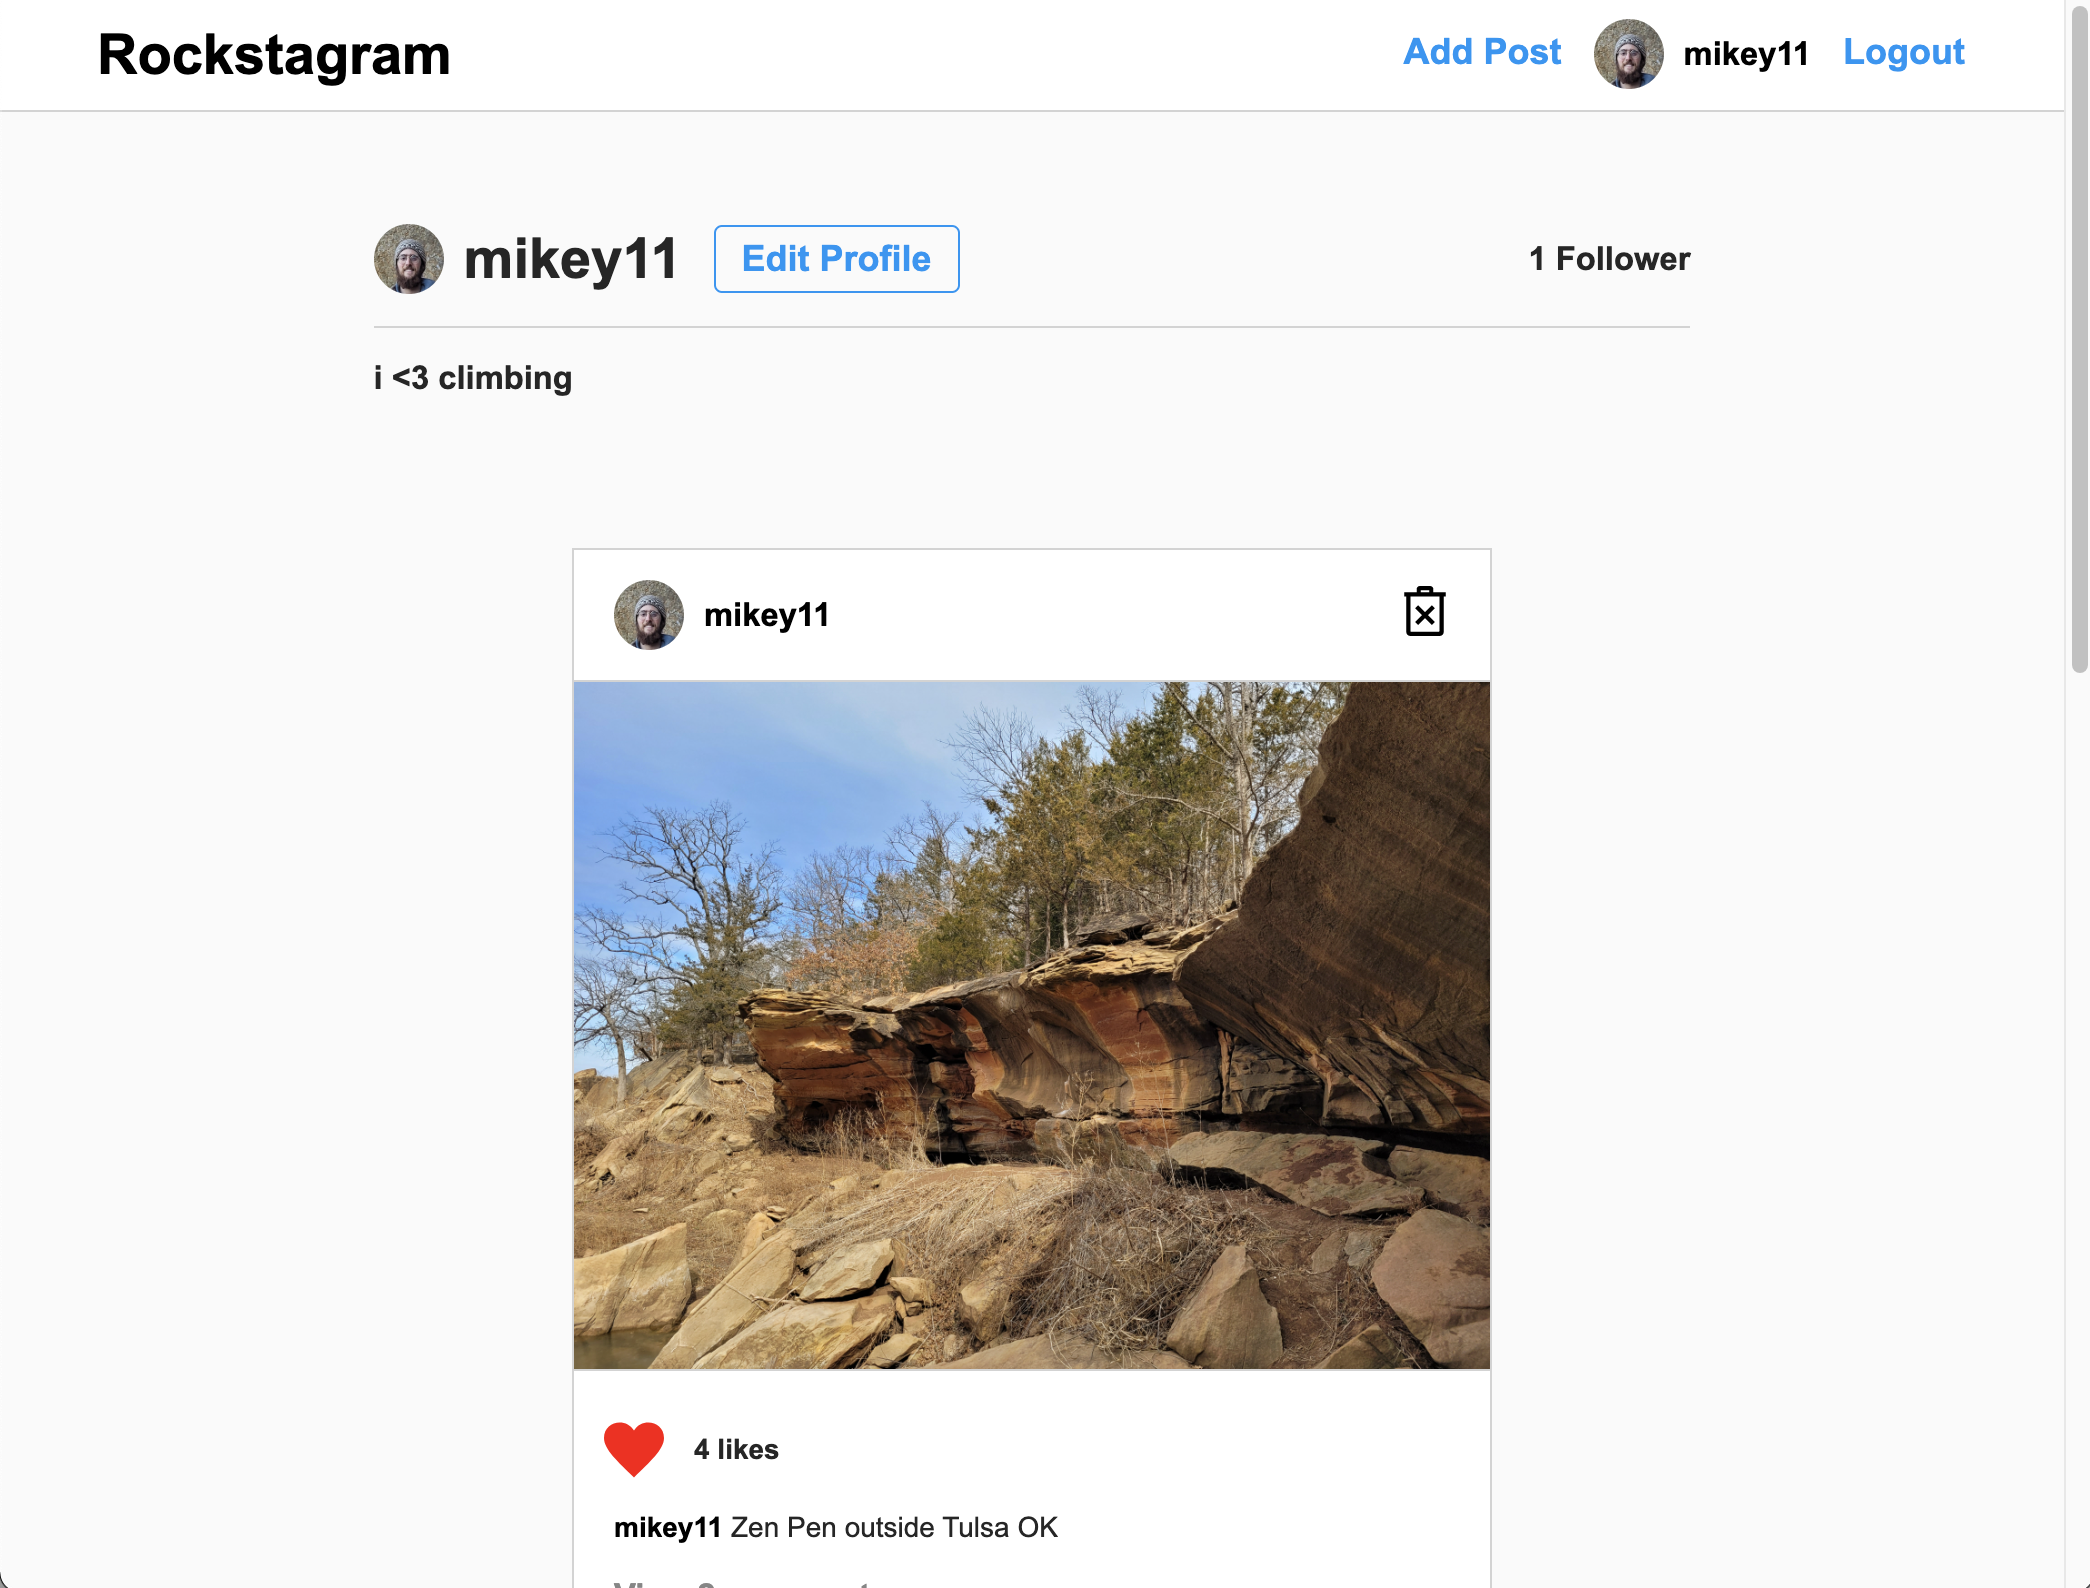 Rockstagram
Add Post
mikey11
Logout
mikey11
Edit Profile
1 Follower
i <3 climbing
mikey11
4 likes
mikey11 Zen Pen outside Tulsa OK